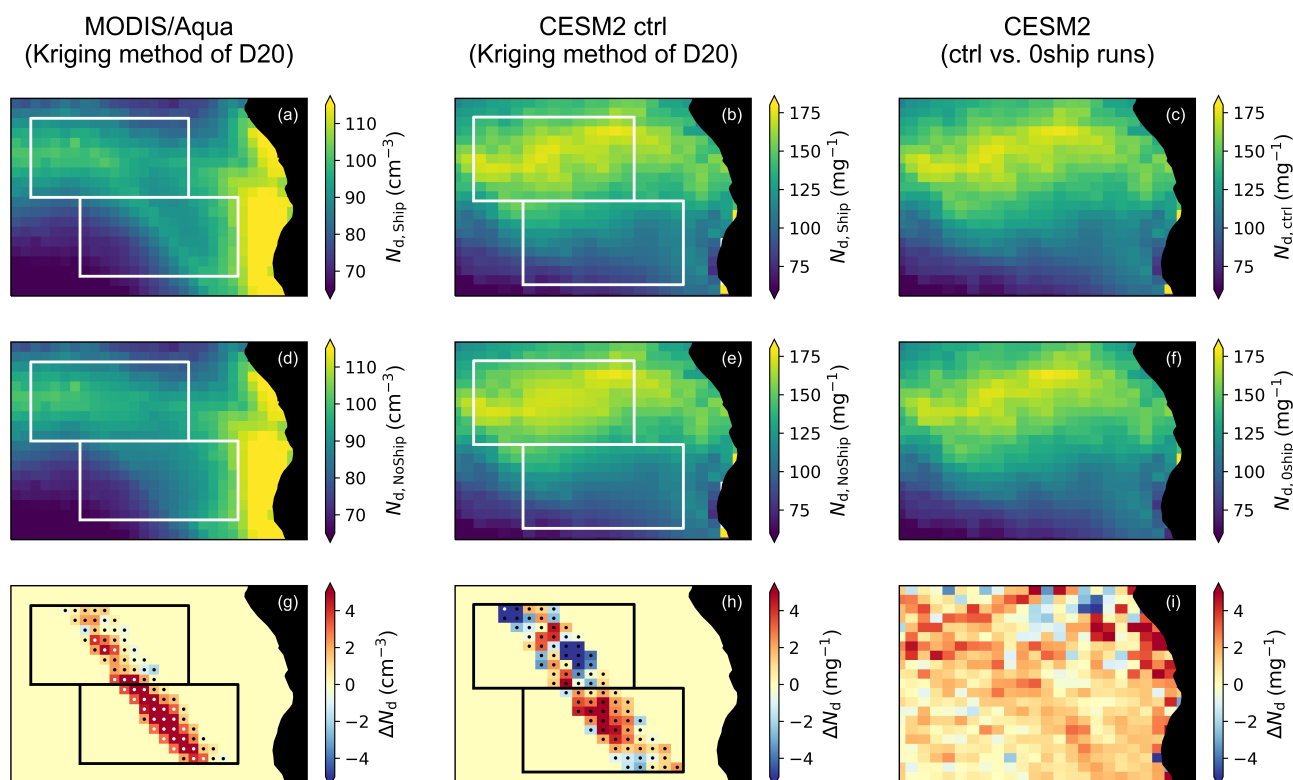 MODIS/Aqua
(Kriging method of D20)
CESM2 ctrl
(Kriging method of D20)
CESM2
(ctrl vs. 0ship runs)
(a)
110
100
90
80
70
N_d, Ship (cm⁻³)
(b)
175
150
125
100
75
N_d, Ship (mg⁻¹)
(c)
175
150
125
100
75
N_d, ctrl (mg⁻¹)
(d)
110
100
90
80
70
N_d, NoShip (cm⁻³)
(e)
175
150
125
100
75
N_d, NoShip (mg⁻¹)
(f)
175
150
125
100
75
N_d, 0ship (mg⁻¹)
(g)
4
2
0
−2
−4
ΔN_d (cm⁻³)
(h)
4
2
0
−2
−4
ΔN_d (mg⁻¹)
(i)
4
2
0
−2
−4
ΔN_d (mg⁻¹)